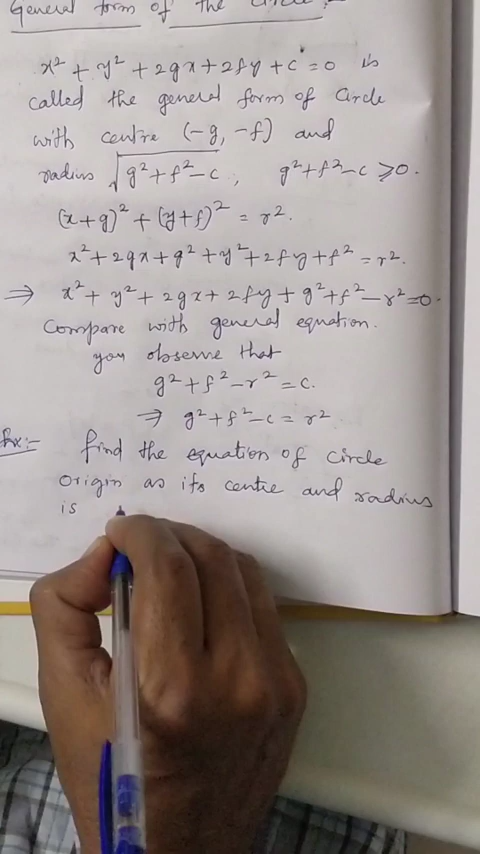 General form of the circle:-
x² + y² + 2gx + 2fy + c = 0 is
called the general form of circle
with centre (-g, -f) and
radius √g²+f²-c, g²+f²-c ≥ 0.
(x+g)² + (y+f)² = r².
x² + 2gx + g² + y² + 2fy + f² = r².
⇒ x² + y² + 2gx + 2fy + g² + f² - r² = 0.
Compare with general equation.
you observe that
g² + f² - r² = c.
⇒ g² + f² - c = r²
Ex:- Find the equation of circle
origin as its centre and radius
is